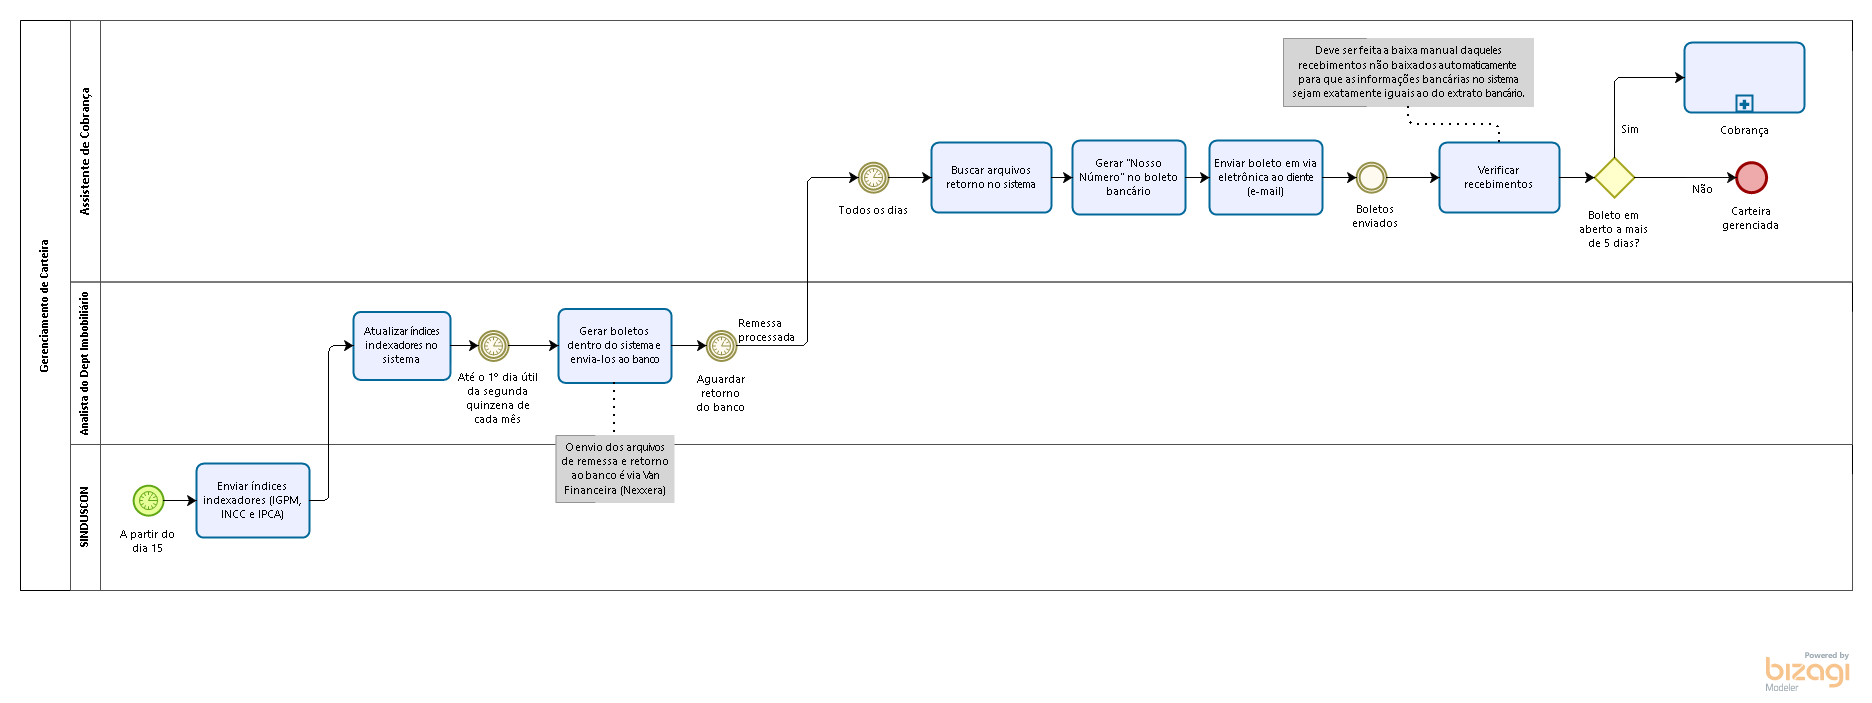 Gerenciamento de Carteira
Assistente de Cobrança
Deve ser feita a baixa manual daqueles
recebimentos não baixados automaticamente
para que as informações bancárias no sistema
sejam exatamente iguais ao do extrato bancário.
Todos os dias
Buscar arquivos
retorno no sistema
Gerar "Nosso
Número" no boleto
bancário
Enviar boleto em via
eletrônica ao cliente
(e-mail)
Boletos
enviados
Verificar
recebimentos
Boleto em
aberto a mais
de 5 dias?
Sim
Cobrança
Não
Carteira
gerenciada
Analista do Dept Imbobiliário
Atualizar índices
indexadores no
sistema
Até o 1º dia útil
da segunda
quinzena de
cada mês
Gerar boletos
dentro do sistema e
envia-los ao banco
Aguardar
retorno
do banco
Remessa
processada
O envio dos arquivos
de remessa e retorno
ao banco é via Van
Financeira (Nexxera)
SINDUSCON
A partir do
dia 15
Enviar índices
indexadores (IGPM,
INCC e IPCA)
Powered by
bizagi
Modeler